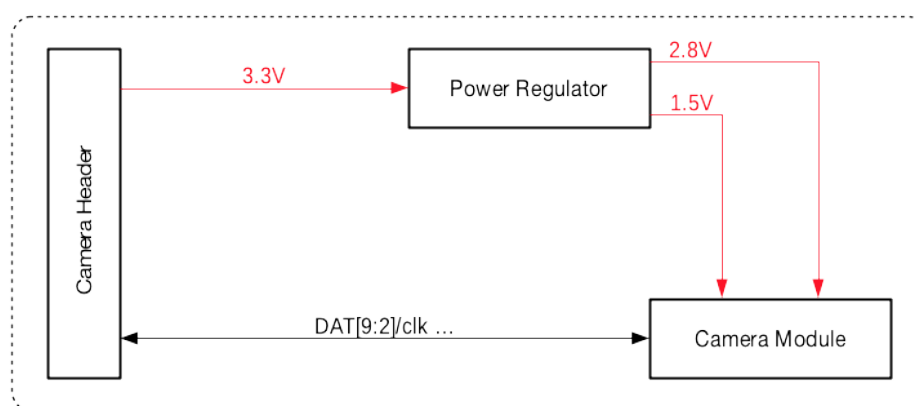 3.3V
Power Regulator
2.8V
1.5V
Camera Header
DAT[9:2]/clk ...
Camera Module